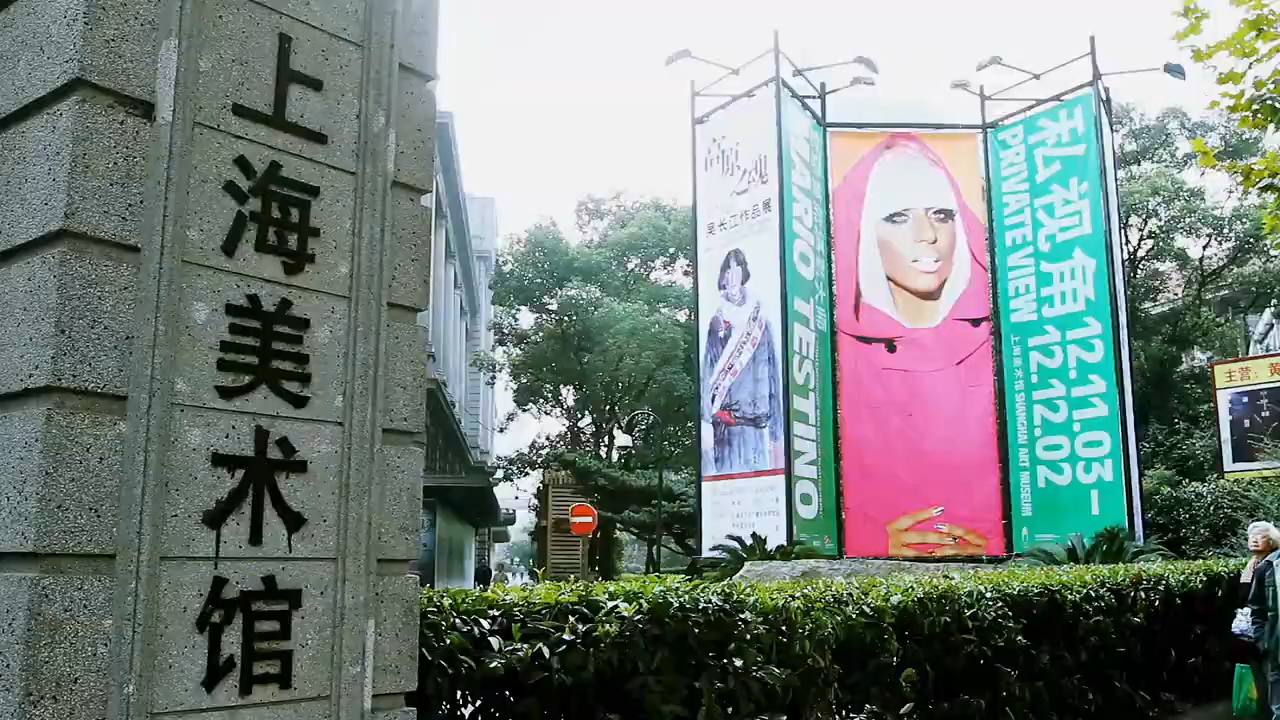 上海美术馆
高原之魂
吴长江作品展
MARIO TESTINO
私视角 12.11.03-
PRIVATE VIEW 12.12.02
上海美术馆 SHANGHAI ART MUSEUM
主营：黄